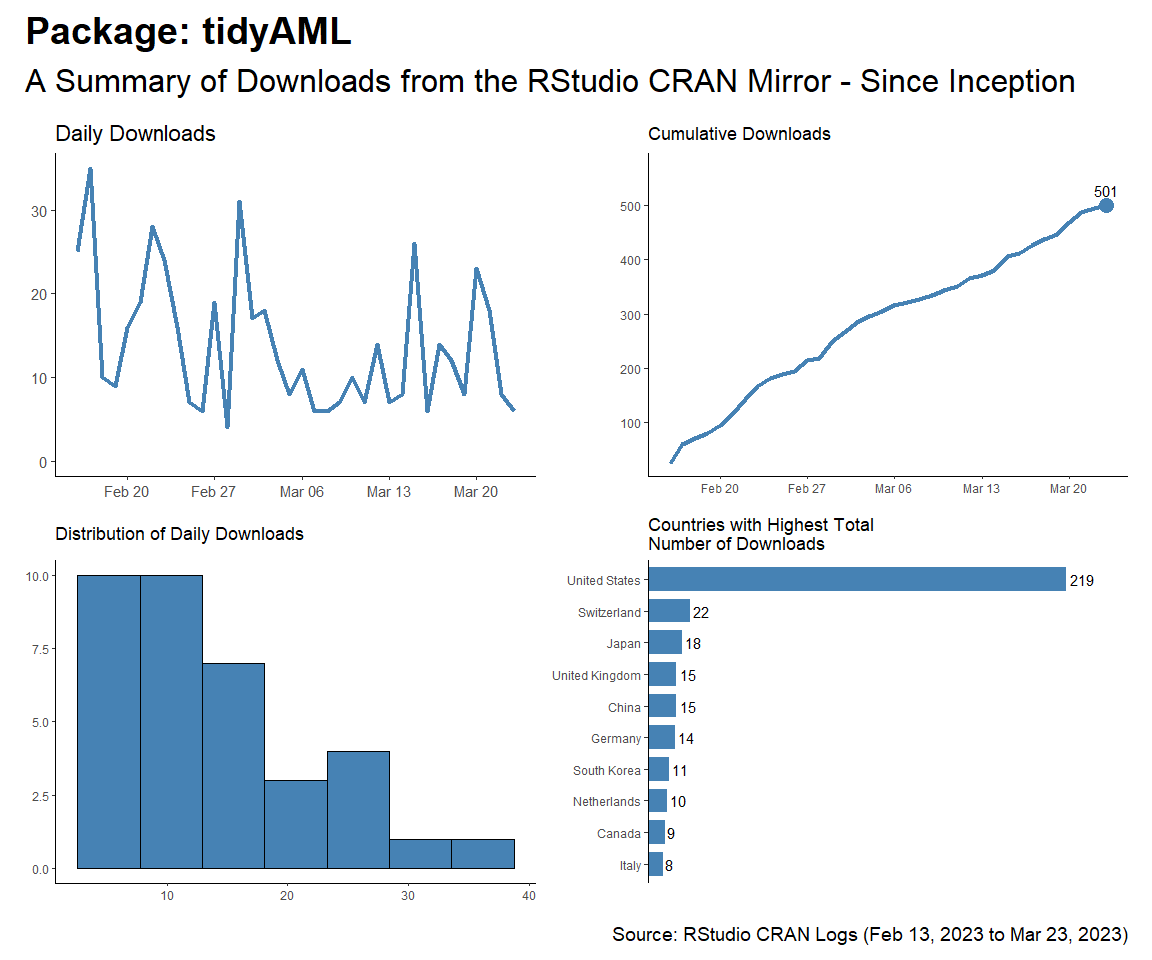 Package: tidyAML
A Summary of Downloads from the RStudio CRAN Mirror - Since Inception
Daily Downloads
30
20
10
0
Feb 20 Feb 27 Mar 06 Mar 13 Mar 20
Cumulative Downloads
501
500
400
300
200
100
Feb 20 Feb 27 Mar 06 Mar 13 Mar 20
Distribution of Daily Downloads
10.0
7.5
5.0
2.5
0.0
10 20 30 40
Countries with Highest Total
Number of Downloads
United States 219
Switzerland 22
Japan 18
United Kingdom 15
China 15
Germany 14
South Korea 11
Netherlands 10
Canada 9
Italy 8
Source: RStudio CRAN Logs (Feb 13, 2023 to Mar 23, 2023)